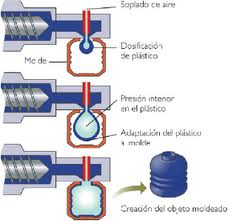 Soplado de aire
Dosificación
de plástico
Molde
Presión interior
en el plástico
Adaptación del plástico
a molde
Creación del objeto moldeado